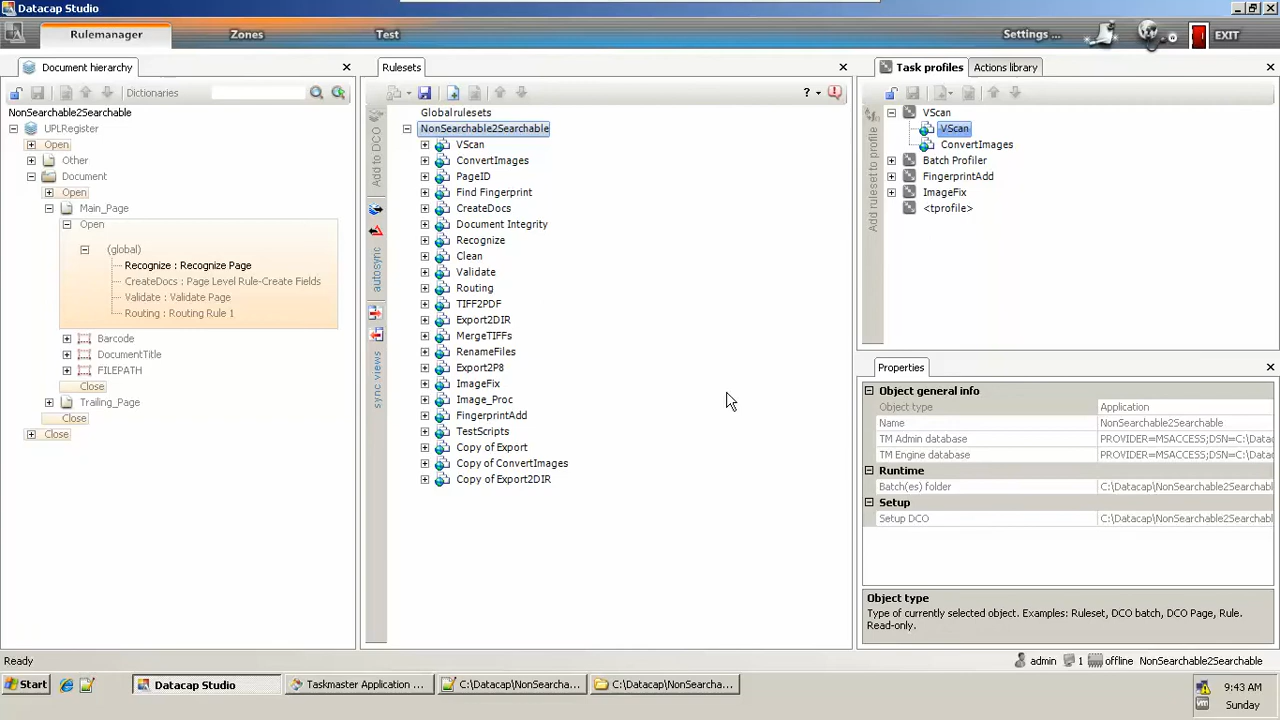 Datacap Studio
Rulemanager
Zones
Test
Settings ...
EXIT
Document hierarchy
Dictionaries
NonSearchable2Searchable
UPLRegister
Open
Other
Document
Open
Main_Page
Open
(global)
Recognize : Recognize Page
CreateDocs : Page Level Rule-Create Fields
Validate : Validate Page
Routing : Routing Rule 1
Barcode
DocumentTitle
FILEPATH
Close
Trailing_Page
Close
Close
Rulesets
?
Add to DCO
autosync
sync views
Globalrulesets
NonSearchable2Searchable
VScan
ConvertImages
PageID
Find Fingerprint
CreateDocs
Document Integrity
Recognize
Clean
Validate
Routing
TIFF2PDF
Export2DIR
MergeTIFFs
RenameFiles
Export2P8
ImageFix
Image_Proc
FingerprintAdd
TestScripts
Copy of Export
Copy of ConvertImages
Copy of Export2DIR
Task profiles
Actions library
Add ruleset to profile
VScan
VScan
ConvertImages
Batch Profiler
FingerprintAdd
ImageFix
<tprofile>
Properties
Object general info
Object type Application
Name NonSearchable2Searchable
TM Admin database PROVIDER=MSACCESS;DSN=C:\Datac
TM Engine database PROVIDER=MSACCESS;DSN=C:\Datac
Runtime
Batch(es) folder C:\Datacap\NonSearchable2Searchabl
Setup
Setup DCO C:\Datacap\NonSearchable2Searchabl
Object type
Type of currently selected object. Examples: Ruleset, DCO batch, DCO Page, Rule.
Read-only.
Ready
admin 1 offline NonSearchable2Searchable
Start
Datacap Studio
Taskmaster Application ...
C:\Datacap\NonSearcha...
C:\Datacap\NonSearcha...
9:43 AM
Sunday